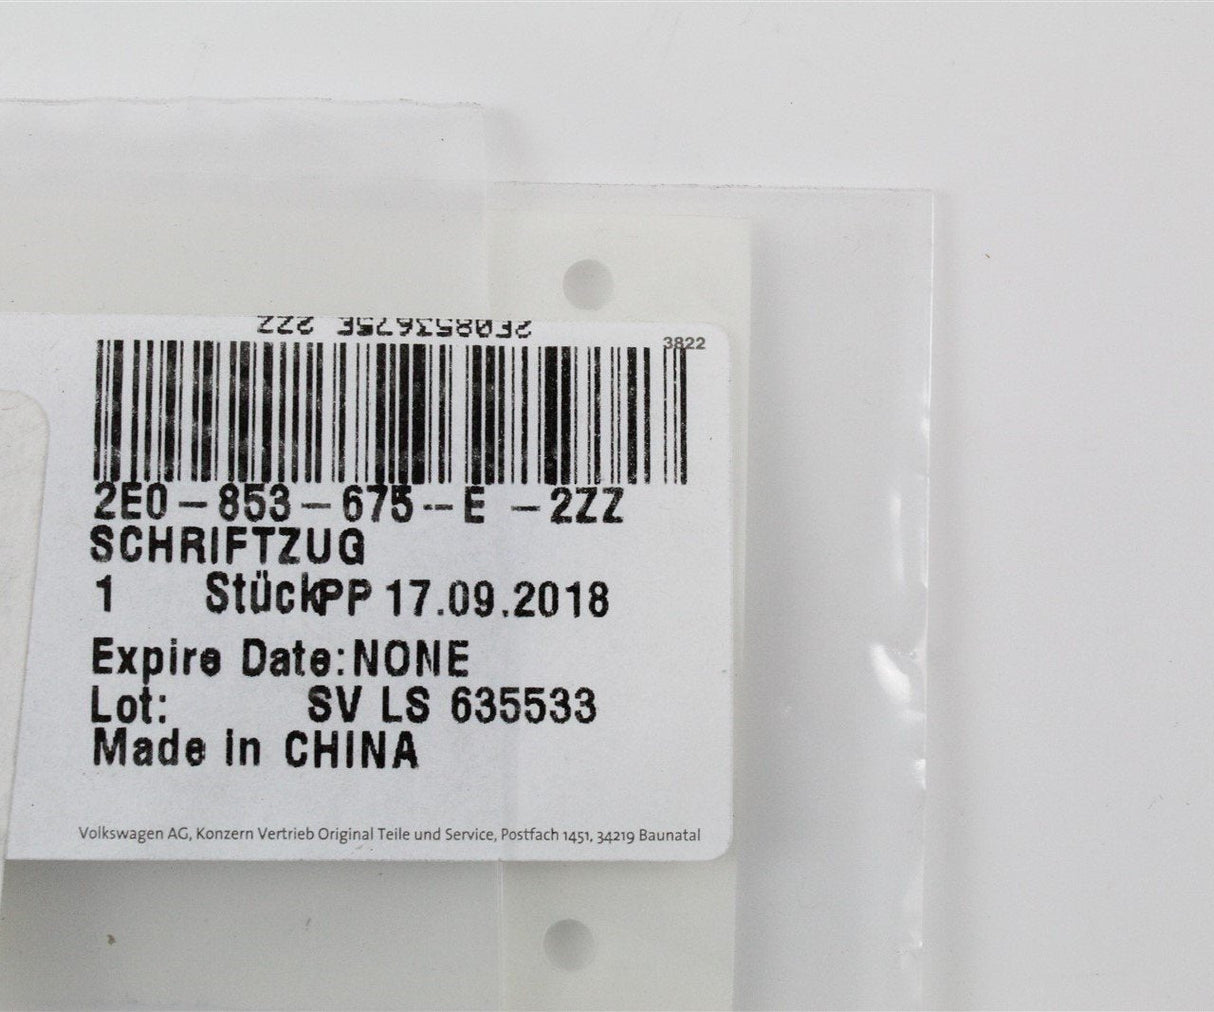 2E0853675E 2ZZ
3822
2E0-853-675--E -2ZZ
SCHRIFTZUG
1 StückPP 17.09.2018
Expire Date:NONE
Lot: SV LS 635533
Made in CHINA
Volkswagen AG, Konzern Vertrieb Original Teile und Service, Postfach 1451, 34219 Baunatal